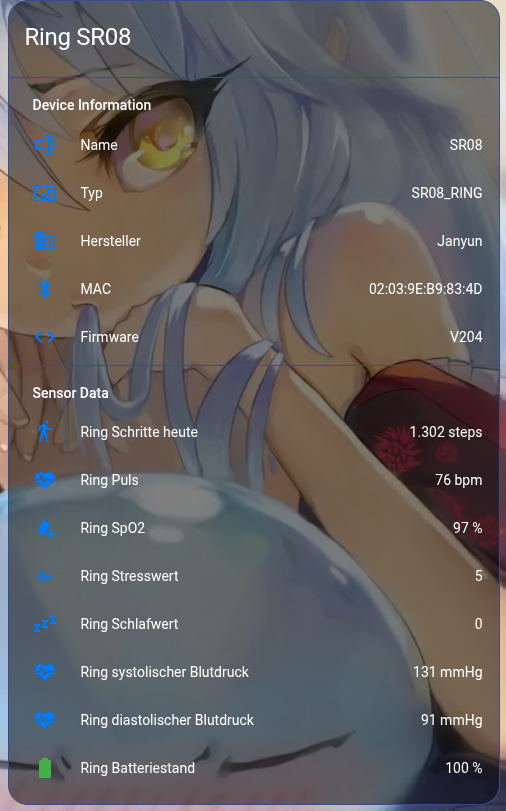 Ring SR08
Device Information
Name SR08
Typ SR08_RING
Hersteller Janyun
MAC 02:03:9E:B9:83:4D
Firmware V204
Sensor Data
Ring Schritte heute 1.302 steps
Ring Puls 76 bpm
Ring SpO2 97 %
Ring Stresswert 5
Ring Schlafwert 0
Ring systolischer Blutdruck 131 mmHg
Ring diastolischer Blutdruck 91 mmHg
Ring Batteriestand 100 %